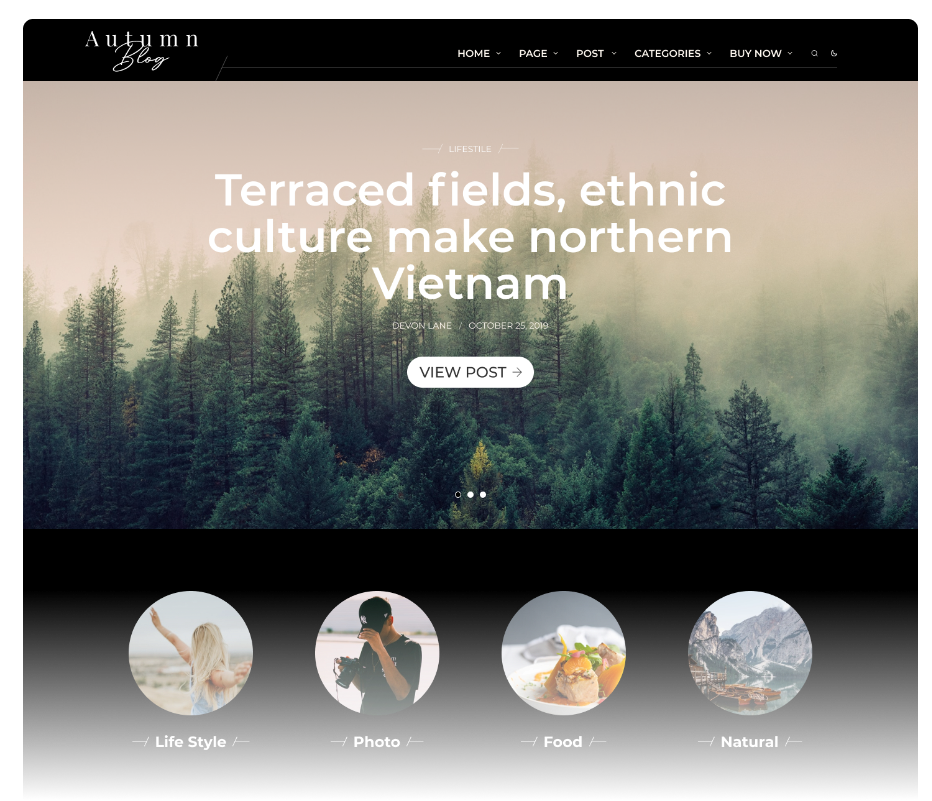 Autumn
Blog
HOME PAGE POST CATEGORIES BUY NOW
LIFESTILE
Terraced fields, ethnic
culture make northern
Vietnam
DEVON LANE / OCTOBER 25, 2019
VIEW POST →
Life Style
Photo
Food
Natural